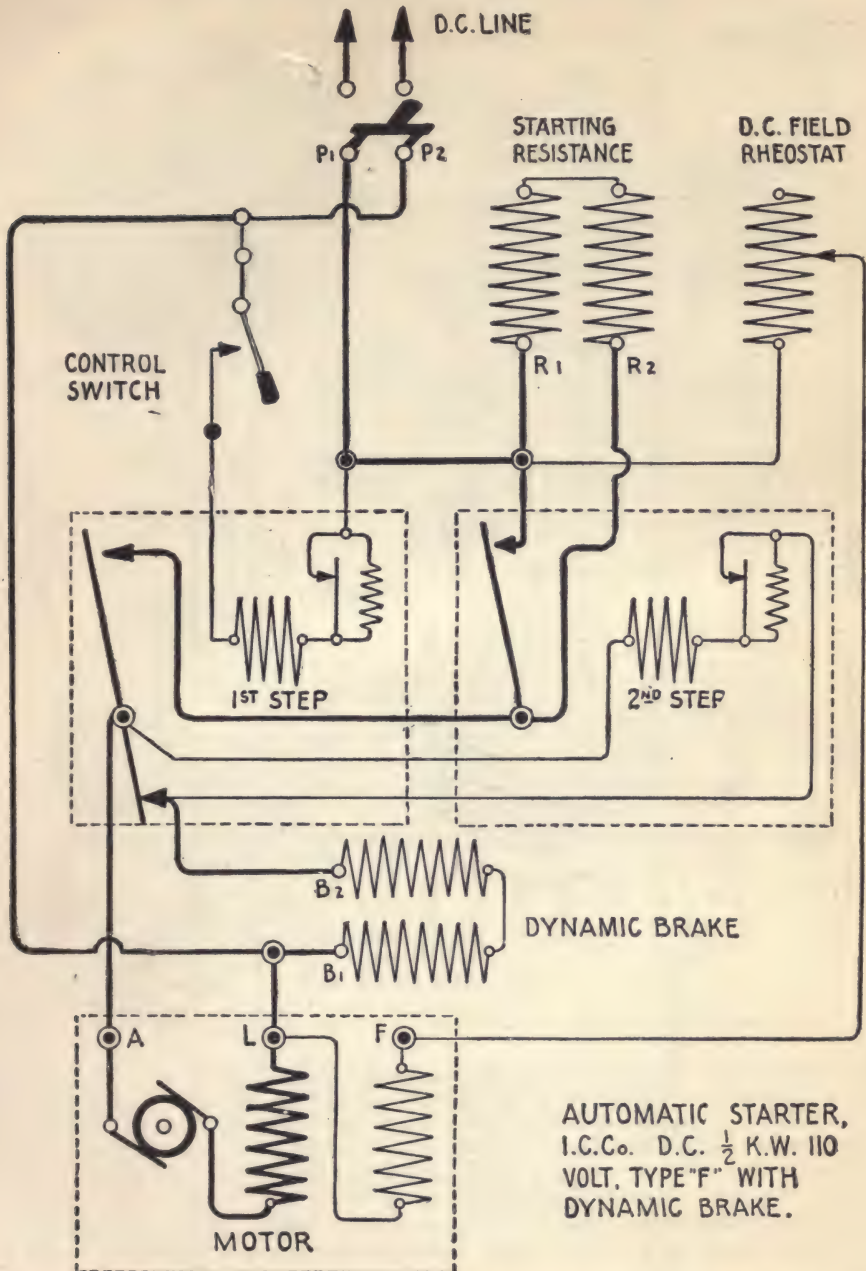 D.C. LINE
P1
P2
STARTING
RESISTANCE
D.C. FIELD
RHEOSTAT
R1
R2
CONTROL
SWITCH
1ST STEP
2ND STEP
B2
DYNAMIC BRAKE
B1
A
L
F
MOTOR
AUTOMATIC STARTER,
I.C.Co. D.C. ½ K.W. 110
VOLT, TYPE "F" WITH
DYNAMIC BRAKE.